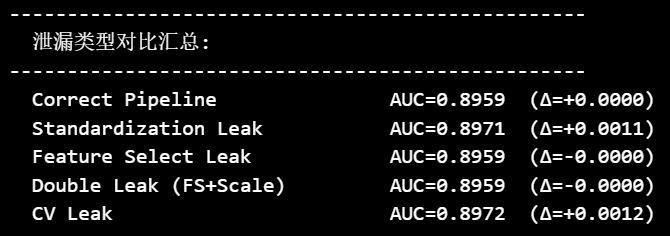 --------------------------------------------------
泄漏类型对比汇总:
--------------------------------------------------
Correct Pipeline AUC=0.8959 (Δ=+0.0000)
Standardization Leak AUC=0.8971 (Δ=+0.0011)
Feature Select Leak AUC=0.8959 (Δ=-0.0000)
Double Leak (FS+Scale) AUC=0.8959 (Δ=-0.0000)
CV Leak AUC=0.8972 (Δ=+0.0012)